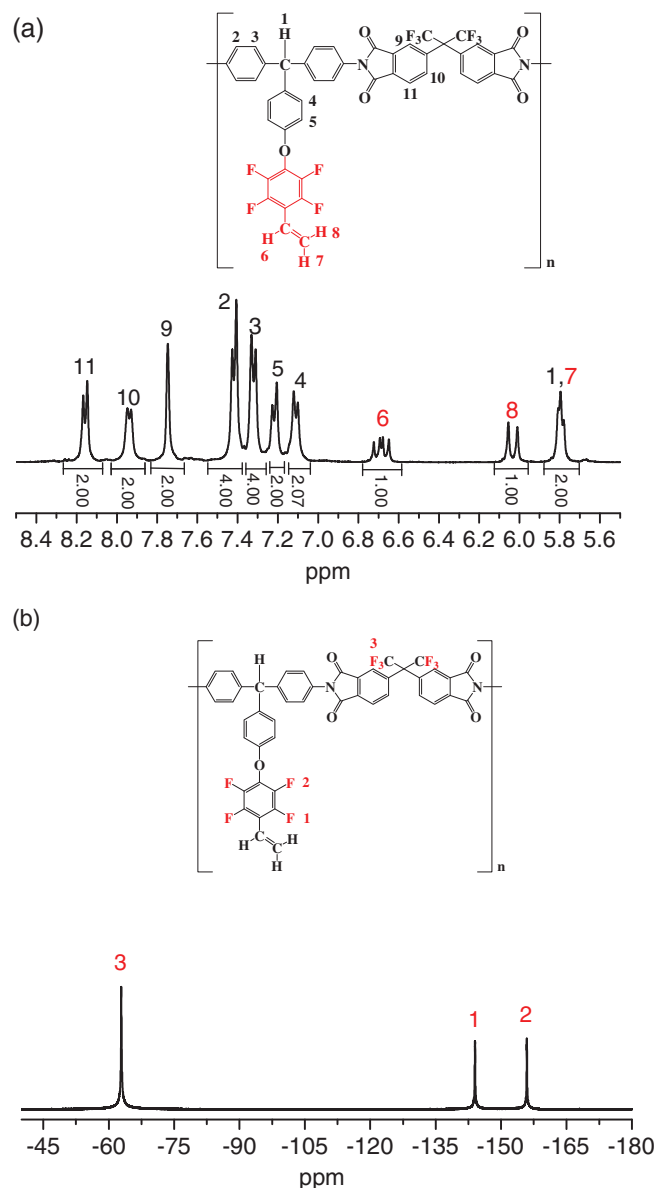 (a)
1
H
2 3
F₃C CF₃
O 9 O
N N
O 11 10 O
4
5
O
F F
F F
C H 8
H C
6 H 7
n
2
11 9 3
10 5 4
6 8 1,7
2.00 2.00 2.00 4.00 4.00 2.00 2.07 1.00 1.00 2.00
8.4 8.2 8.0 7.8 7.6 7.4 7.2 7.0 6.8 6.6 6.4 6.2 6.0 5.8 5.6
ppm
(b)
3
H F₃C CF₃
O O
N N
O O
O
F F 2
F F 1
C H
H C
H
n
3
1 2
-45 -60 -75 -90 -105 -120 -135 -150 -165 -180
ppm